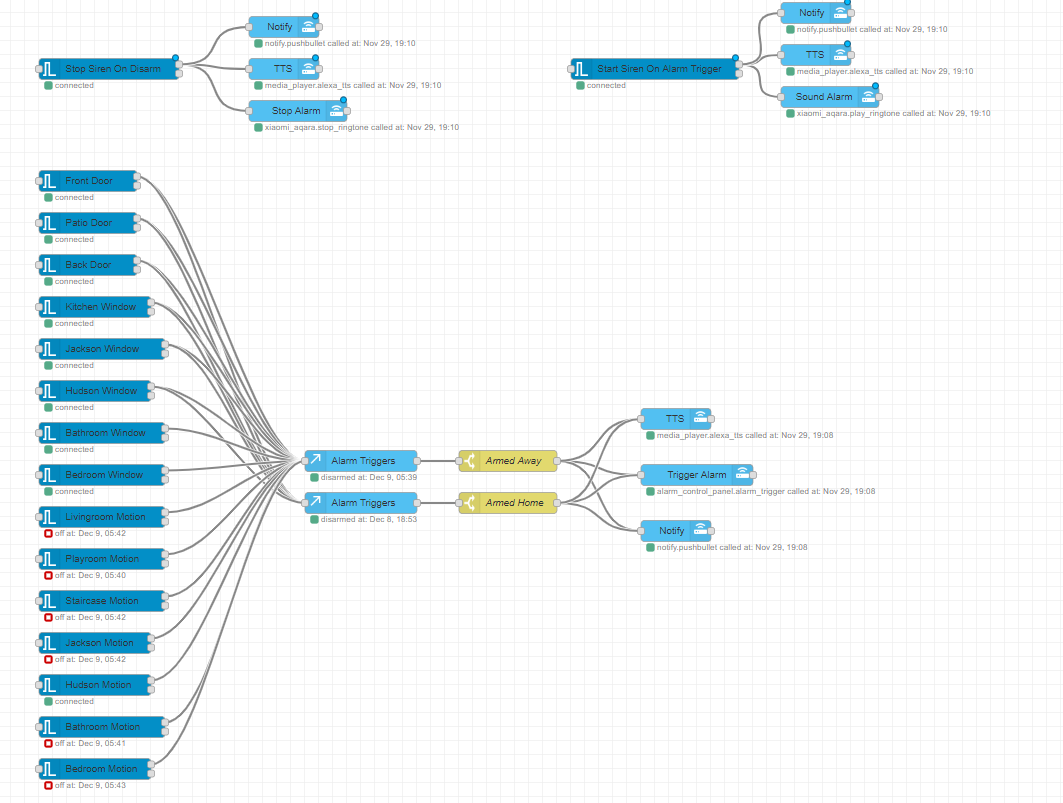 Notify
notify.pushbullet called at: Nov 29, 19:10
Stop Siren On Disarm
connected
TTS
media_player.alexa_tts called at: Nov 29, 19:10
Stop Alarm
xiaomi_aqara.stop_ringtone called at: Nov 29, 19:10
Notify
notify.pushbullet called at: Nov 29, 19:10
Start Siren On Alarm Trigger
connected
TTS
media_player.alexa_tts called at: Nov 29, 19:10
Sound Alarm
xiaomi_aqara.play_ringtone called at: Nov 29, 19:10
Front Door
connected
Patio Door
connected
Back Door
connected
Kitchen Window
connected
Jackson Window
connected
Hudson Window
connected
Bathroom Window
connected
Bedroom Window
connected
Livingroom Motion
off at: Dec 9, 05:42
Playroom Motion
off at: Dec 9, 05:40
Staircase Motion
off at: Dec 9, 05:42
Jackson Motion
off at: Dec 9, 05:42
Hudson Motion
connected
Bathroom Motion
off at: Dec 9, 05:41
Bedroom Motion
off at: Dec 9, 05:43
Alarm Triggers
disarmed at: Dec 9, 05:39
Alarm Triggers
disarmed at: Dec 8, 18:53
Armed Away
Armed Home
TTS
media_player.alexa_tts called at: Nov 29, 19:08
Trigger Alarm
alarm_control_panel.alarm_trigger called at: Nov 29, 19:08
Notify
notify.pushbullet called at: Nov 29, 19:08